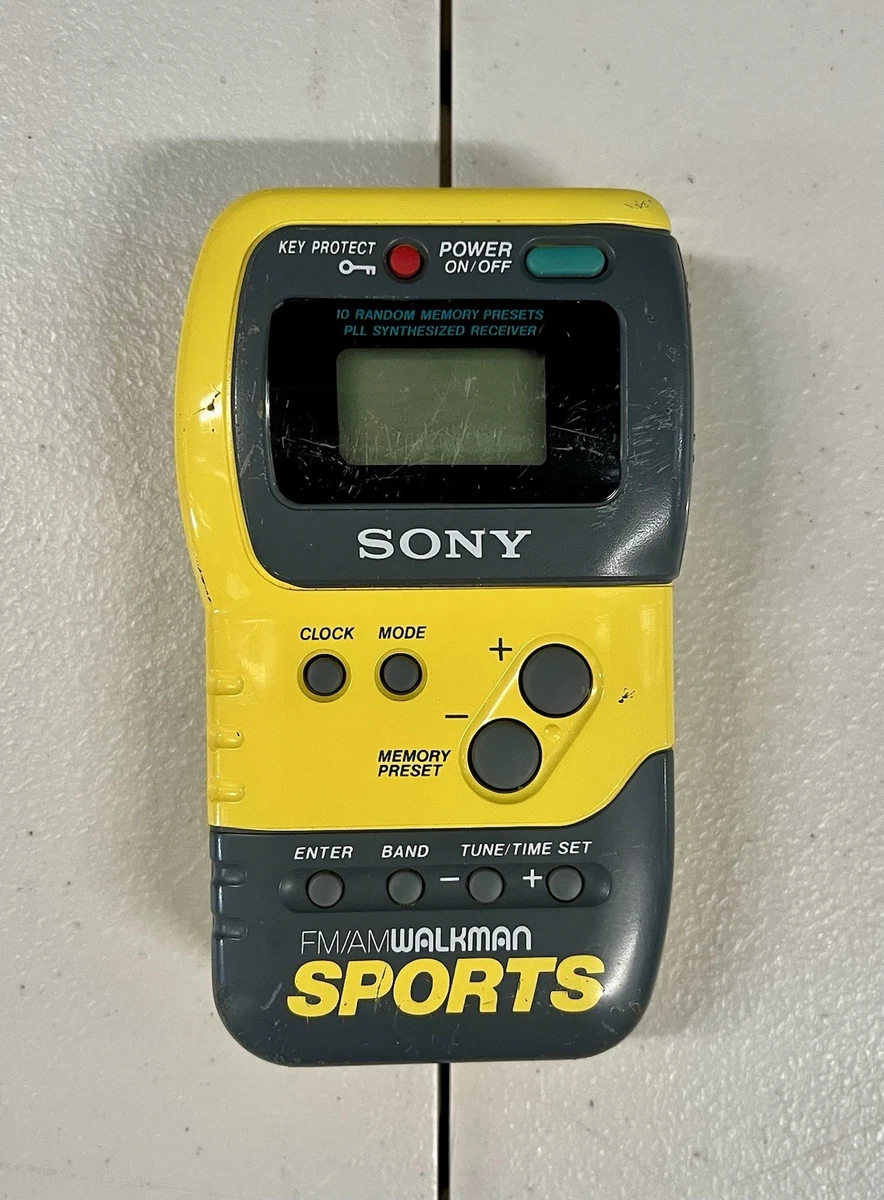 KEY PROTECT
POWER
ON/OFF
10 RANDOM MEMORY PRESETS
PLL SYNTHESIZED RECEIVER
SONY
CLOCK MODE
+
−
MEMORY
PRESET
ENTER BAND TUNE/TIME SET
− +
FM/AM WALKMAN
SPORTS